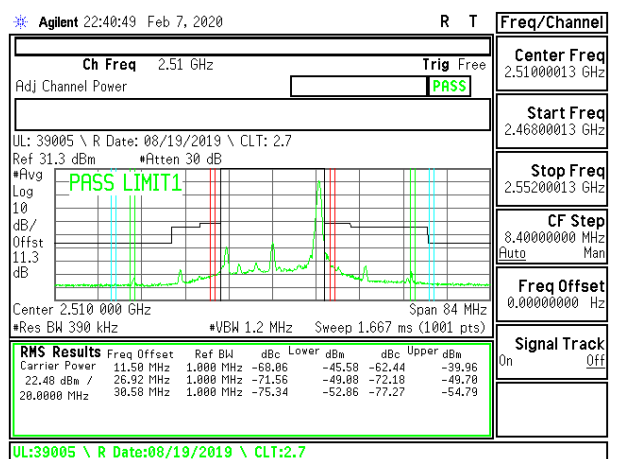 Agilent 22:40:49 Feb 7, 2020 R T Freq/Channel
Ch Freq 2.51 GHz Trig Free
Adj Channel Power PASS
Center Freq
2.51000013 GHz
Start Freq
2.46800013 GHz
Stop Freq
2.55200013 GHz
CF Step
8.40000000 MHz
Auto Man
Freq Offset
0.00000000 Hz
Signal Track
On Off
UL: 39005 \ R Date: 08/19/2019 \ CLT: 2.7
Ref 31.3 dBm #Atten 30 dB
#Avg
Log
10
dB/
Offst
11.3
dB
PASS LIMIT1
Center 2.510 000 GHz Span 84 MHz
#Res BW 390 kHz #VBW 1.2 MHz Sweep 1.667 ms (1001 pts)
RMS Results Freq Offset Ref BW dBc Lower dBm dBc Upper dBm
Carrier Power 11.50 MHz 1.000 MHz -68.06 -45.58 -62.44 -39.96
22.48 dBm / 26.92 MHz 1.000 MHz -71.56 -49.08 -72.18 -49.70
20.0000 MHz 30.58 MHz 1.000 MHz -75.34 -52.86 -77.27 -54.79
UL:39005 \ R Date:08/19/2019 \ CLT:2.7